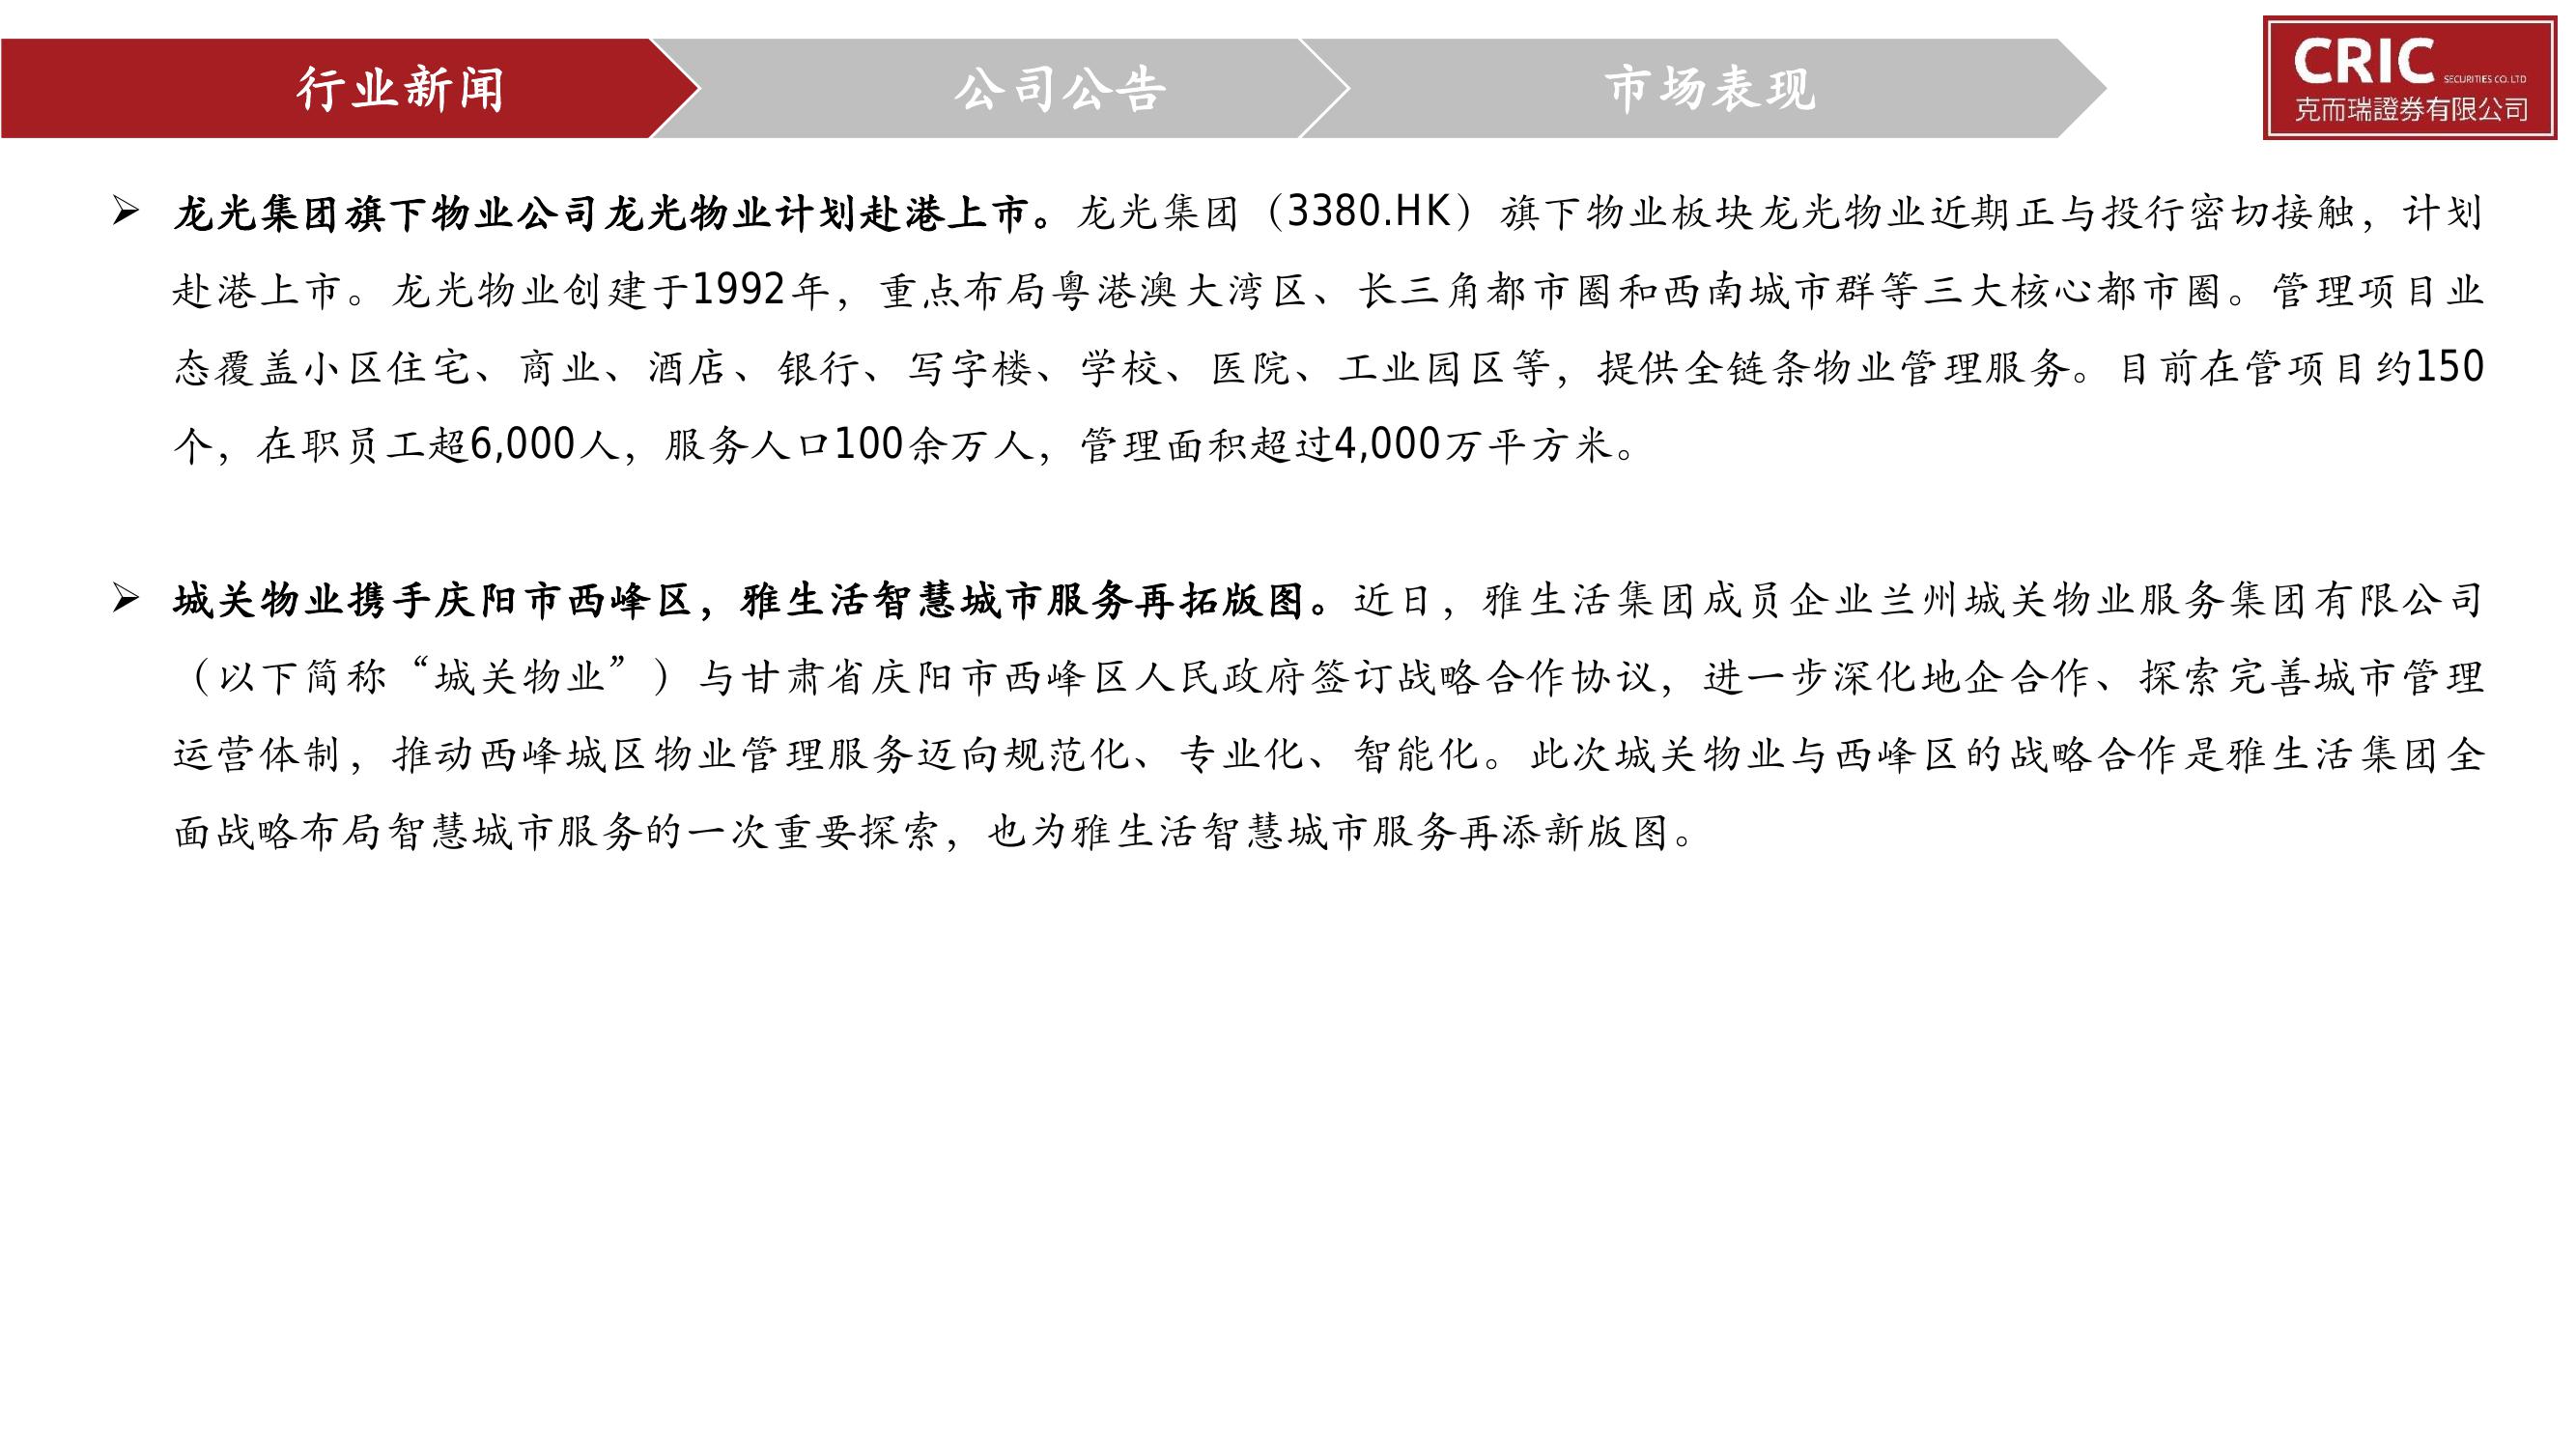 行业新闻
公司公告
市场表现
CRIC SECURITIES CO. LTD
克而瑞證券有限公司
➢ 龙光集团旗下物业公司龙光物业计划赴港上市。龙光集团（3380.HK）旗下物业板块龙光物业近期正与投行密切接触，计划
赴港上市。龙光物业创建于1992年，重点布局粤港澳大湾区、长三角都市圈和西南城市群等三大核心都市圈。管理项目业
态覆盖小区住宅、商业、酒店、银行、写字楼、学校、医院、工业园区等，提供全链条物业管理服务。目前在管项目约150
个，在职员工超6,000人，服务人口100余万人，管理面积超过4,000万平方米。
➢ 城关物业携手庆阳市西峰区，雅生活智慧城市服务再拓版图。近日，雅生活集团成员企业兰州城关物业服务集团有限公司
（以下简称“城关物业”）与甘肃省庆阳市西峰区人民政府签订战略合作协议，进一步深化地企合作、探索完善城市管理
运营体制，推动西峰城区物业管理服务迈向规范化、专业化、智能化。此次城关物业与西峰区的战略合作是雅生活集团全
面战略布局智慧城市服务的一次重要探索，也为雅生活智慧城市服务再添新版图。